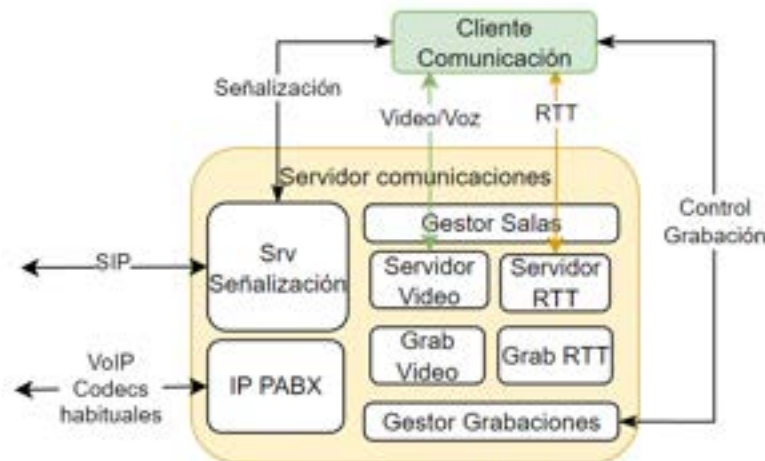 Cliente
Comunicación
Señalización
Video/Voz
RTT
Servidor comunicaciones
Control
Grabación
Gestor Salas
SIP
Srv
Señalización
Servidor
Video
Servidor
RTT
VoIP
Codecs
habituales
IP PABX
Grab
Video
Grab RTT
Gestor Grabaciones